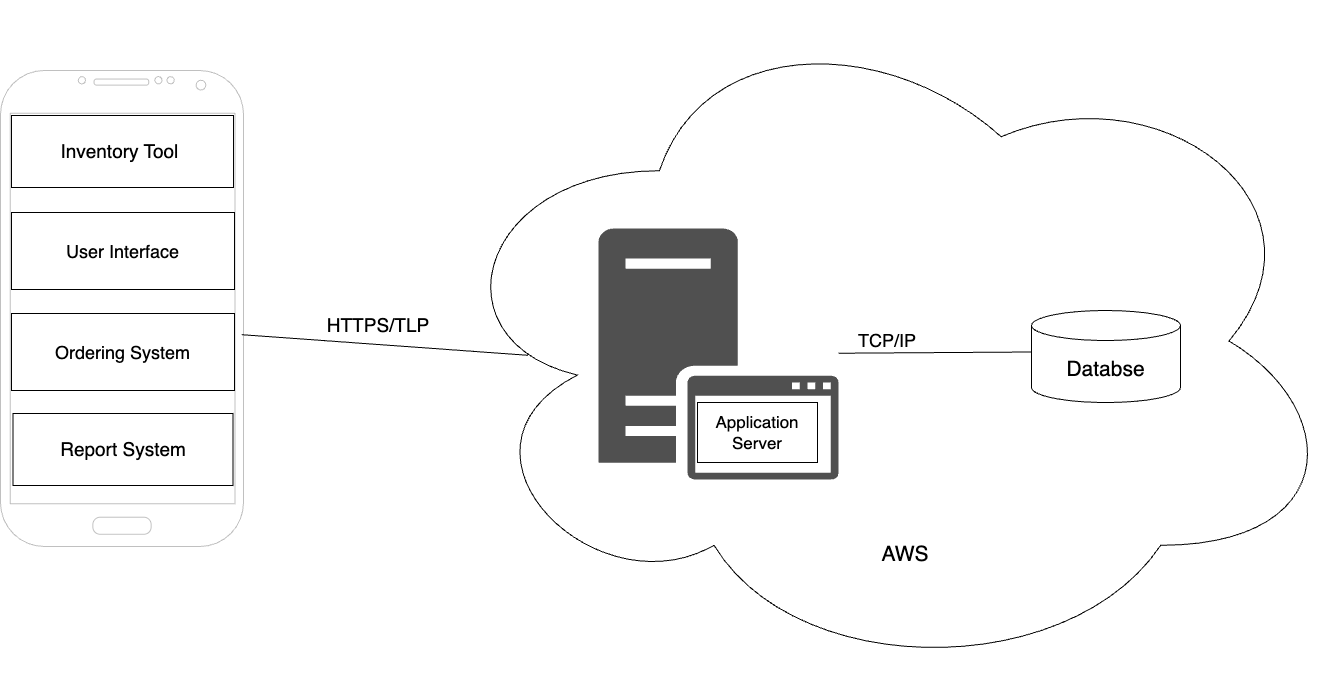 Inventory Tool
User Interface
Ordering System
Report System
HTTPS/TLP
TCP/IP
Databse
Application
Server
AWS